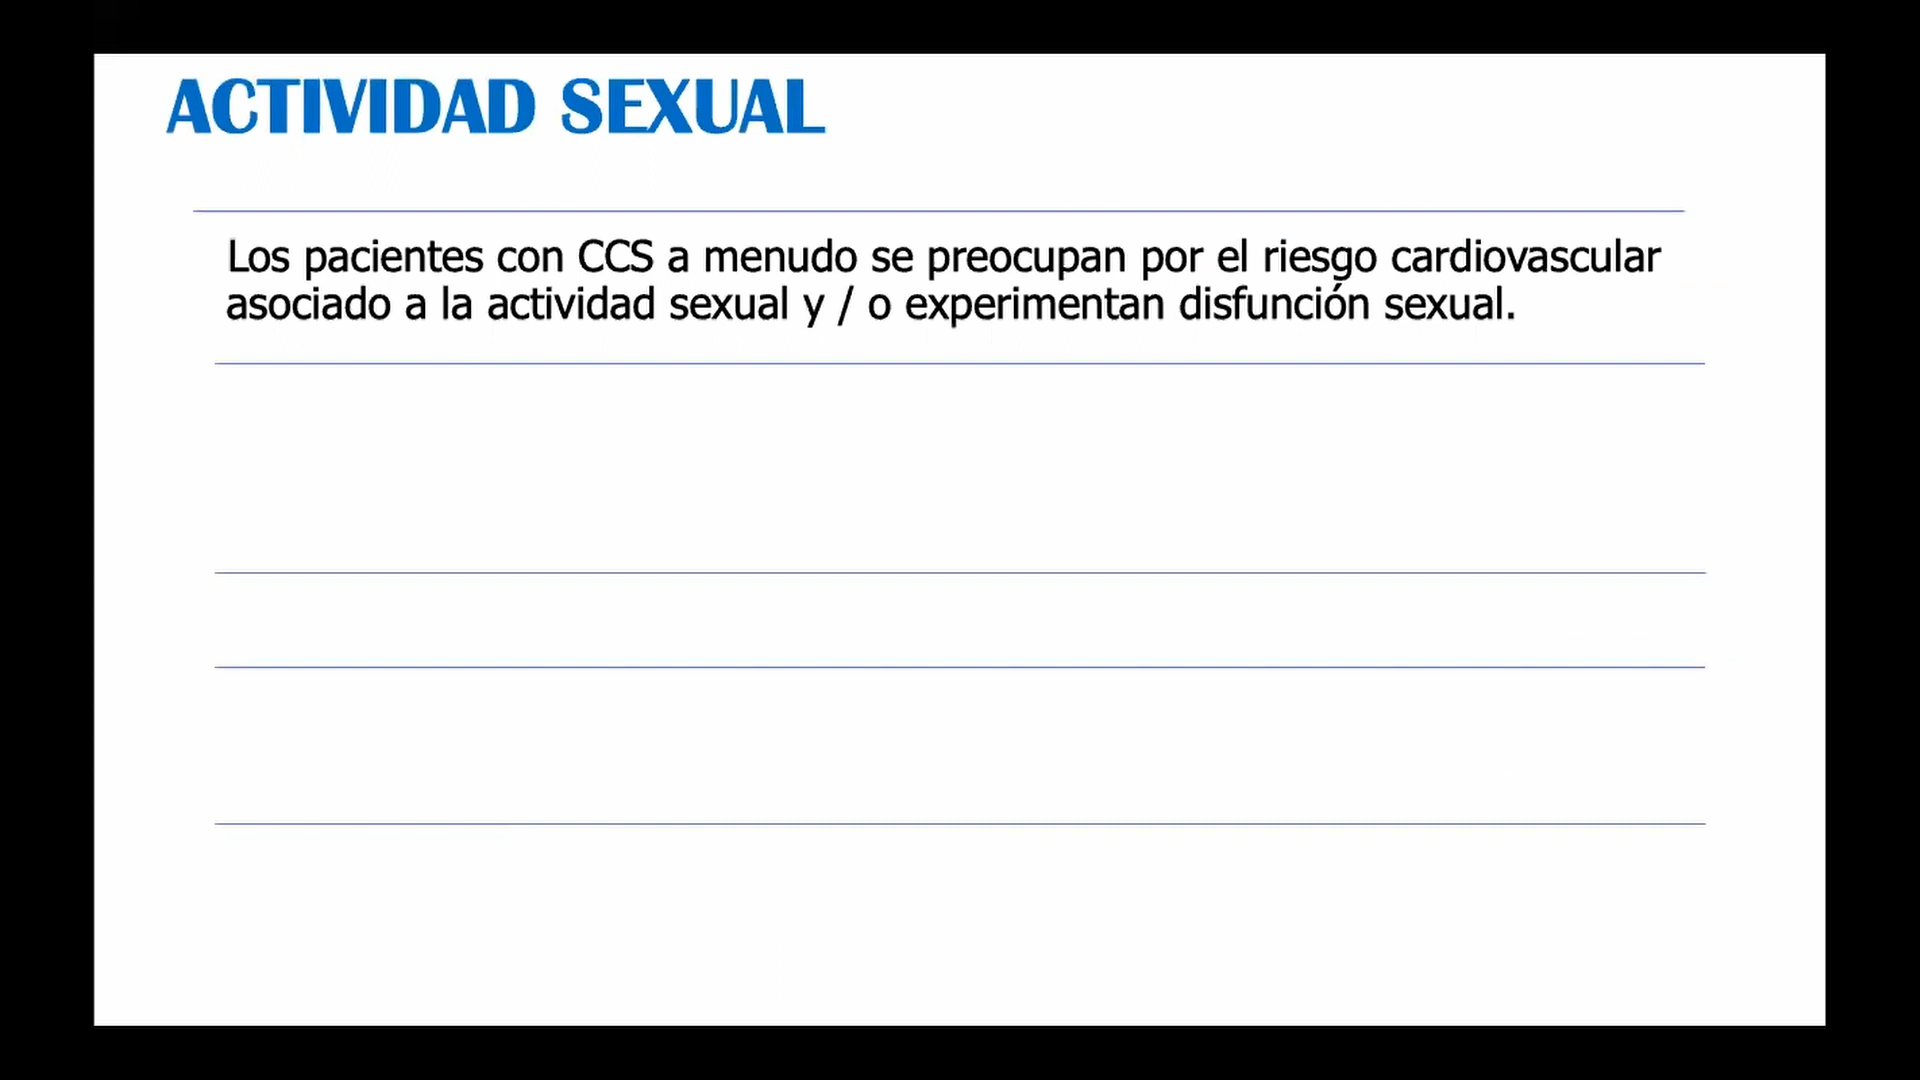 ACTIVIDAD SEXUAL
Los pacientes con CCS a menudo se preocupan por el riesgo cardiovascular
asociado a la actividad sexual y / o experimentan disfunción sexual.